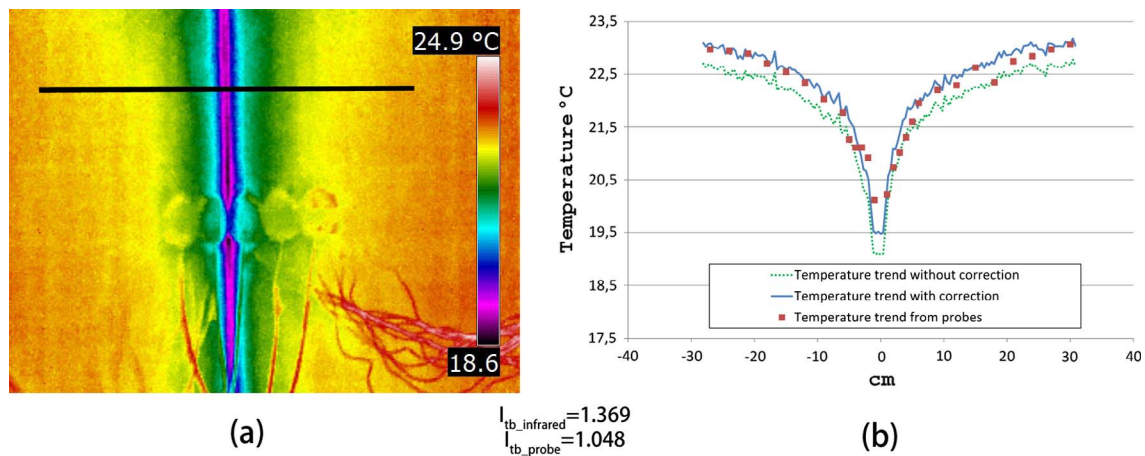 24.9 °C
18.6
(a)
I tb_infrared=1.369
I tb_probe=1.048
Temperature °C
23,5
22,5
21,5
20,5
19,5
18,5
17,5
-40
-30
-20
-10
0
10
20
30
40
cm
Temperature trend without correction
Temperature trend with correction
Temperature trend from probes
(b)